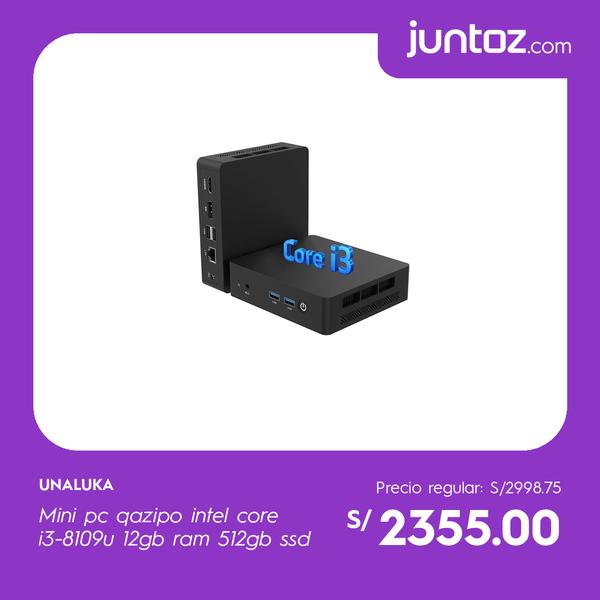 juntoz.com
Core i3
UNALUKA
Mini pc qazipo intel core
i3-8109u 12gb ram 512gb ssd
Precio regular: S/2998.75
S/ 2355.00